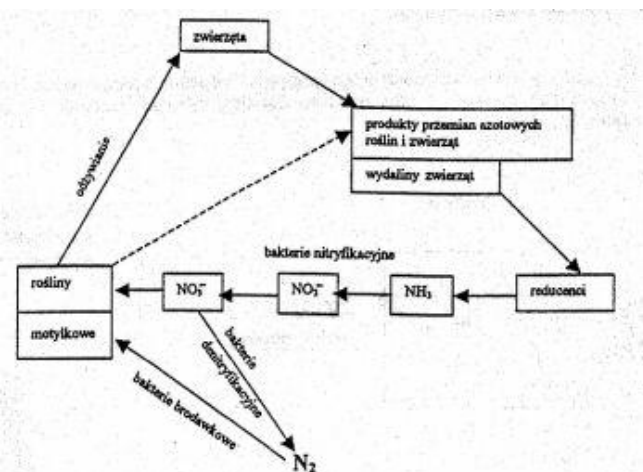 zwierzęta
produkty przemian azotowych
roślin i zwierząt
wydaliny zwierząt
odżywianie
bakterie nitryfikacyjne
rośliny
NO₃⁻
NO₂⁻
NH₃
reducenci
motylkowe
bakterie
denitryfikacyjne
bakterie brodawkowe
N₂